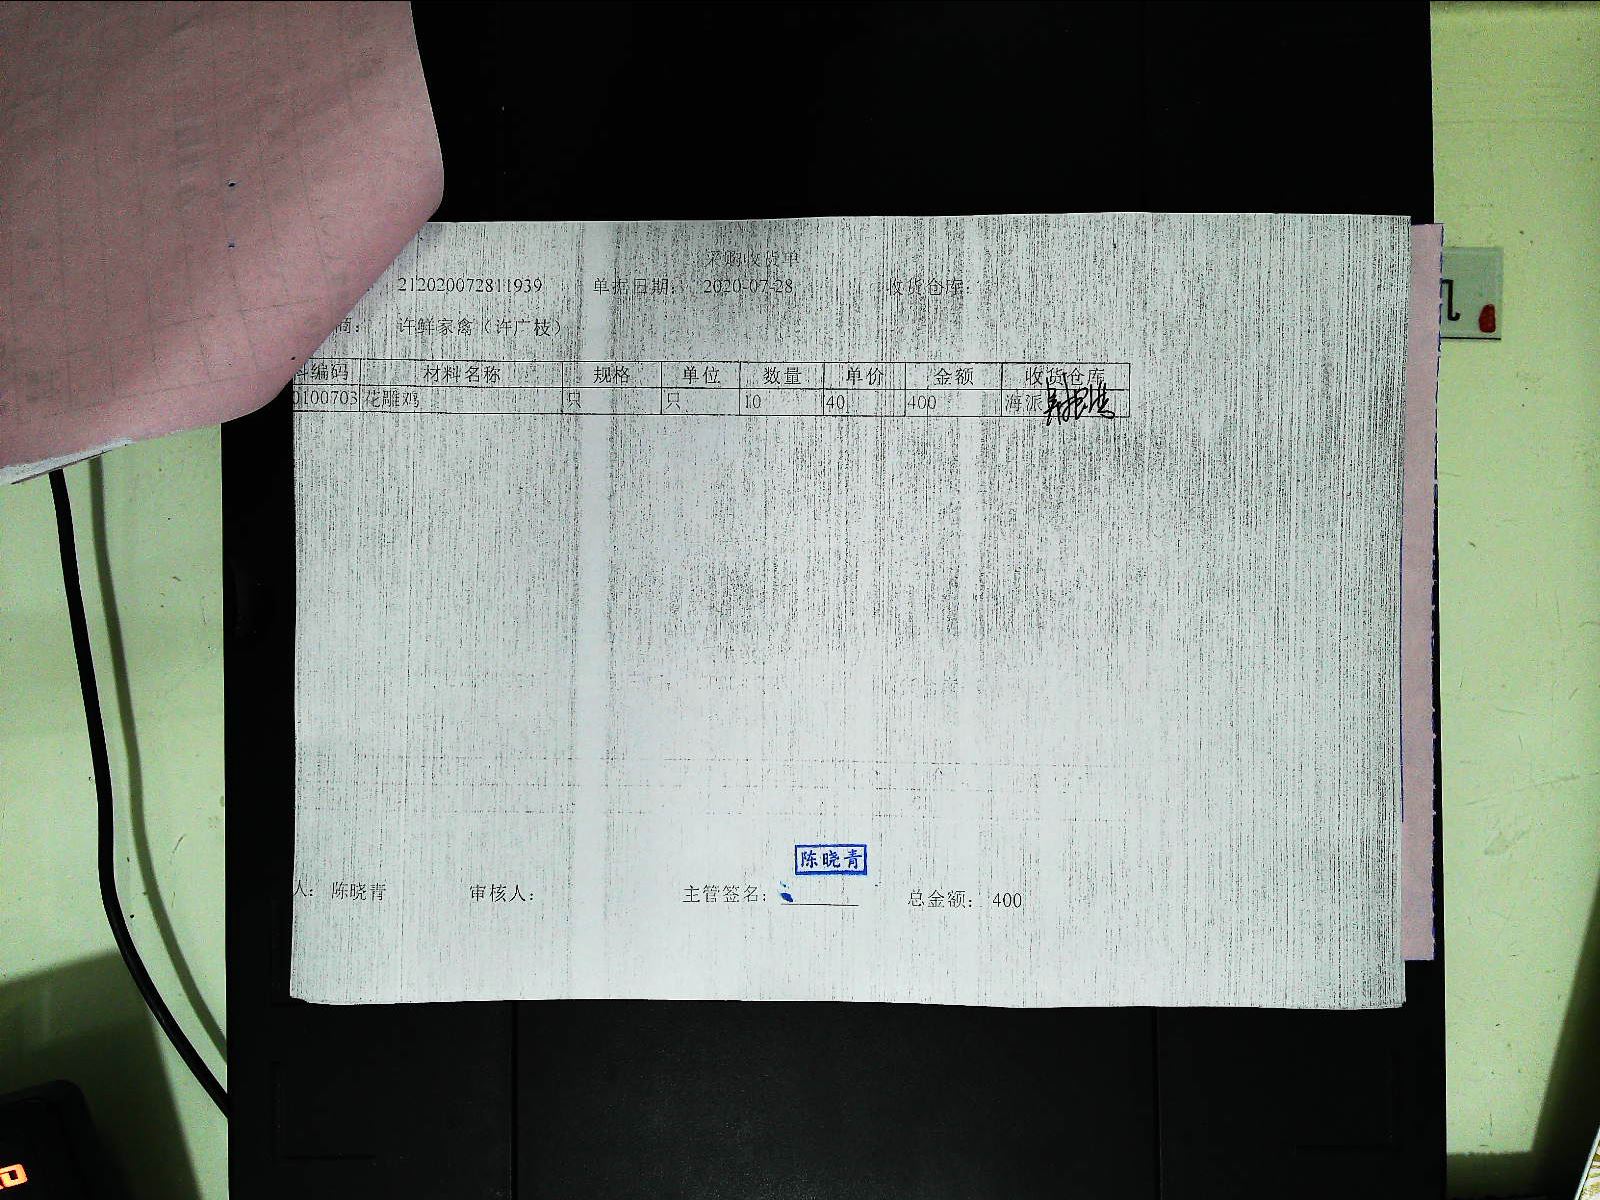 采购收货单
212020072811939 单据日期: 2020-07-28 收货仓库:
商: 许鲜家禽(许广枝)
编码 材料名称 规格 单位 数量 单价 金额 收货仓库
0100703 花雕鸡 只 只 10 40 400 海派
陈晓青
人: 陈晓青 审核人: 主管签名: 总金额: 400